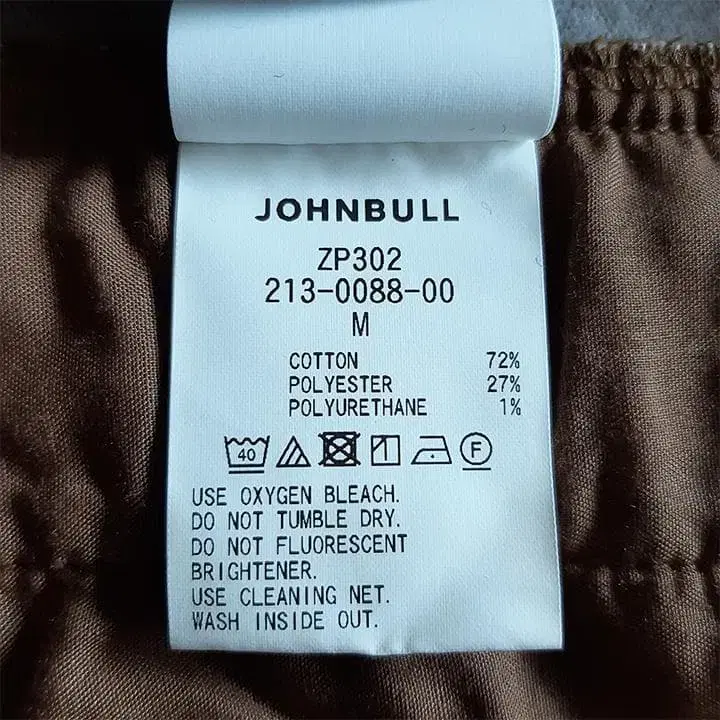 JOHNBULL
ZP302
213-0088-00
M
COTTON 72%
POLYESTER 27%
POLYURETHANE 1%
40 F
USE OXYGEN BLEACH.
DO NOT TUMBLE DRY.
DO NOT FLUORESCENT
BRIGHTENER.
USE CLEANING NET.
WASH INSIDE OUT.